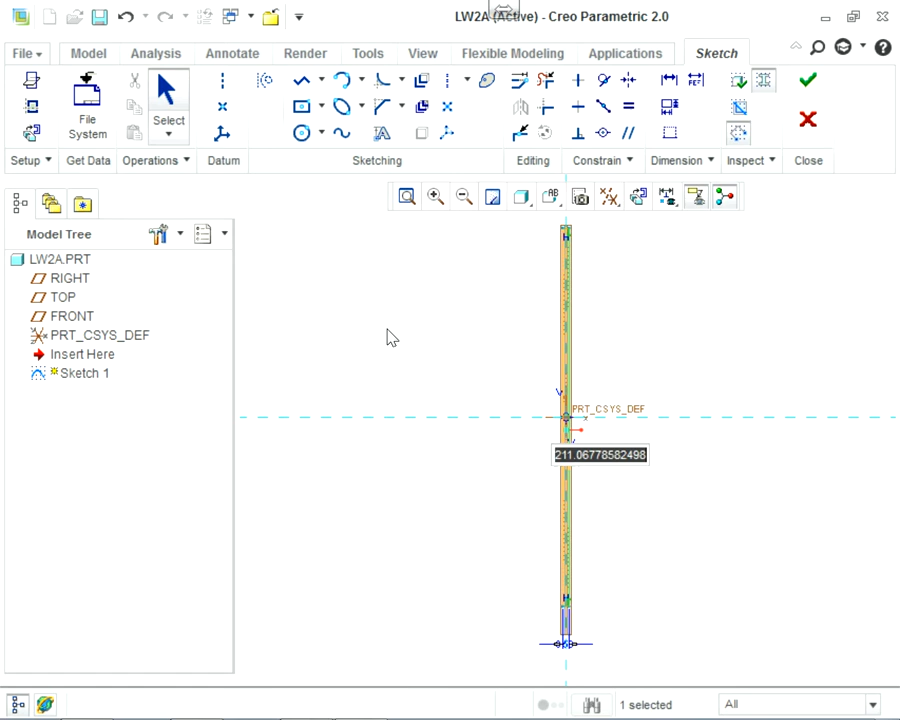 LW2A (Active) - Creo Parametric 2.0
File
Model
Analysis
Annotate
Render
Tools
View
Flexible Modeling
Applications
Sketch
File
System
Select
Setup
Get Data
Operations
Datum
Sketching
Editing
Constrain
Dimension
Inspect
Close
Model Tree
LW2A.PRT
RIGHT
TOP
FRONT
PRT_CSYS_DEF
Insert Here
Sketch 1
H
V
PRT_CSYS_DEF
211.06778582498
H
1 selected
All